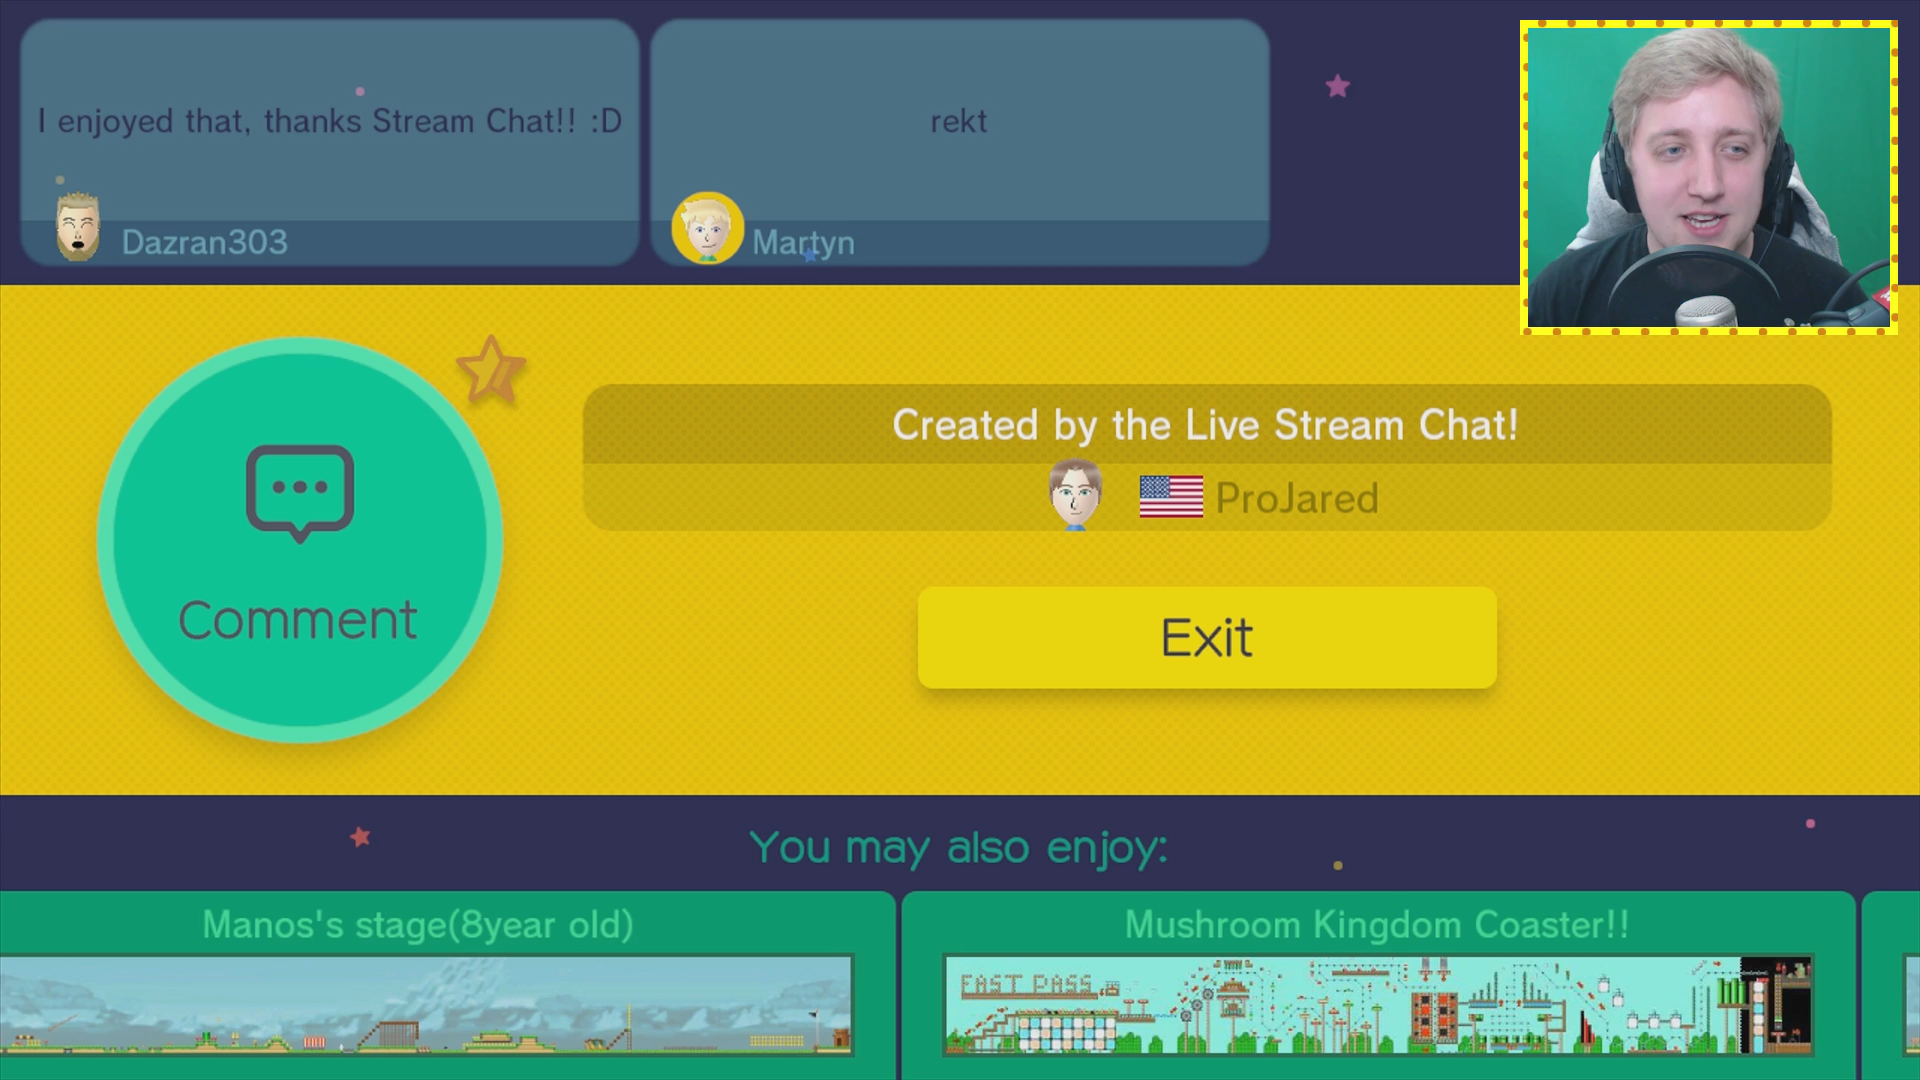 I enjoyed that, thanks Stream Chat!! :D
Dazran303
rekt
Martyn
Comment
Created by the Live Stream Chat!
ProJared
Exit
You may also enjoy:
Manos's stage(8year old)
Mushroom Kingdom Coaster!!
FAST PASS